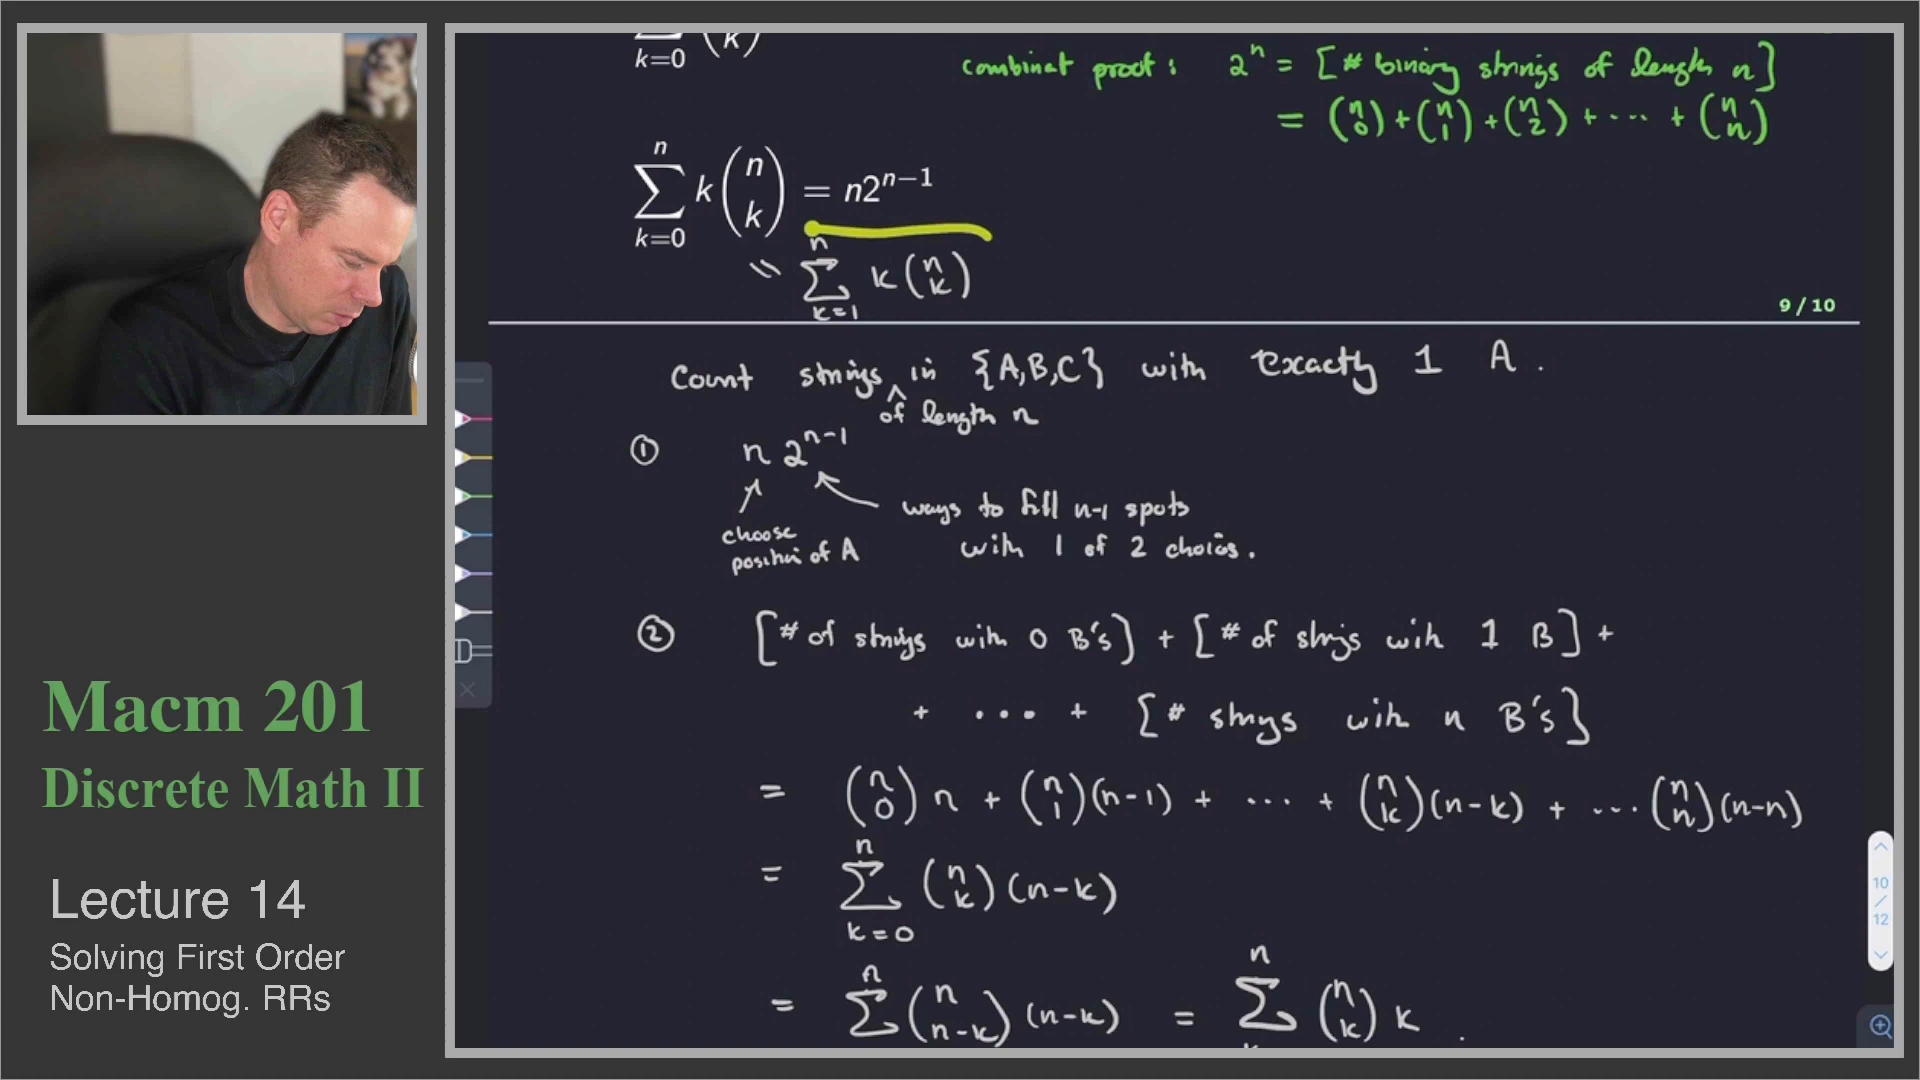 Macm 201
Discrete Math II
Lecture 14
Solving First Order
Non-Homog. RRs
k=0 (k)
combinat proof : 2^n = [# binary strings of length n]
= (n 0) + (n 1) + (n 2) + ... + (n n)
n ∑ k=0 k (n k) = n2^{n−1}
= n ∑ k=1 k (n k)
9 / 10
Count strings ^ in {A,B,C} with exactly 1 A .
of length n
① n 2^{n-1}
choose position of A
ways to fill n-1 spots
with 1 of 2 choices .
② [# of strings with 0 B's] + [# of strings with 1 B] +
+ ... + [# strings with n B's]
= (n 0) n + (n 1)(n-1) + ... + (n k)(n-k) + ... (n n)(n-n)
= n ∑ k=0 (n k) (n-k)
= n ∑ (n n-k) (n-k) = n ∑ (n k) k .
10
/
12